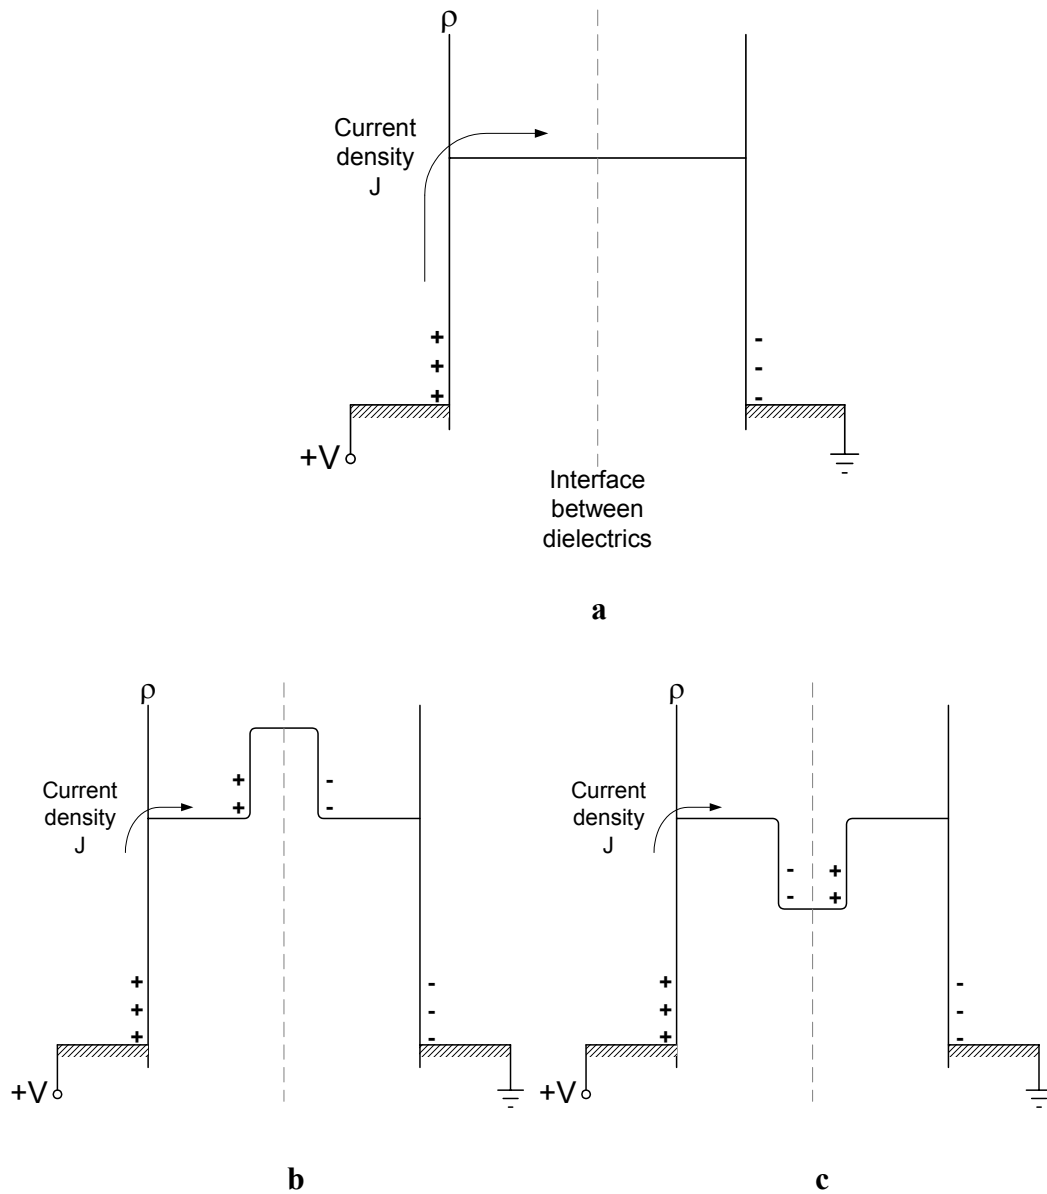 ρ
Current
density
J
+
+
+
-
-
-
+V
Interface
between
dielectrics
a
ρ
ρ
Current
density
J
+
+
-
-
Current
density
J
-
-
+
+
+
+
+
-
-
-
+
+
+
-
-
-
+V
+V
b
c